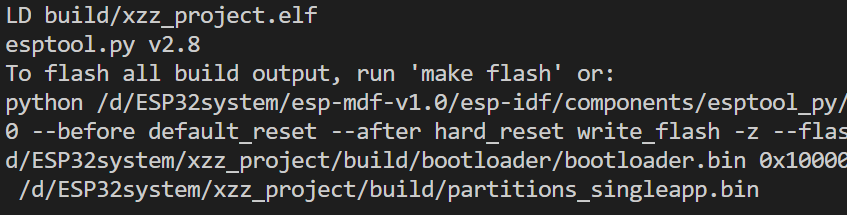 LD build/xzz_project.elf
esptool.py v2.8
To flash all build output, run 'make flash' or:
python /d/ESP32system/esp-mdf-v1.0/esp-idf/components/esptool_py/
0 --before default_reset --after hard_reset write_flash -z --flas
d/ESP32system/xzz_project/build/bootloader/bootloader.bin 0x10000
/d/ESP32system/xzz_project/build/partitions_singleapp.bin